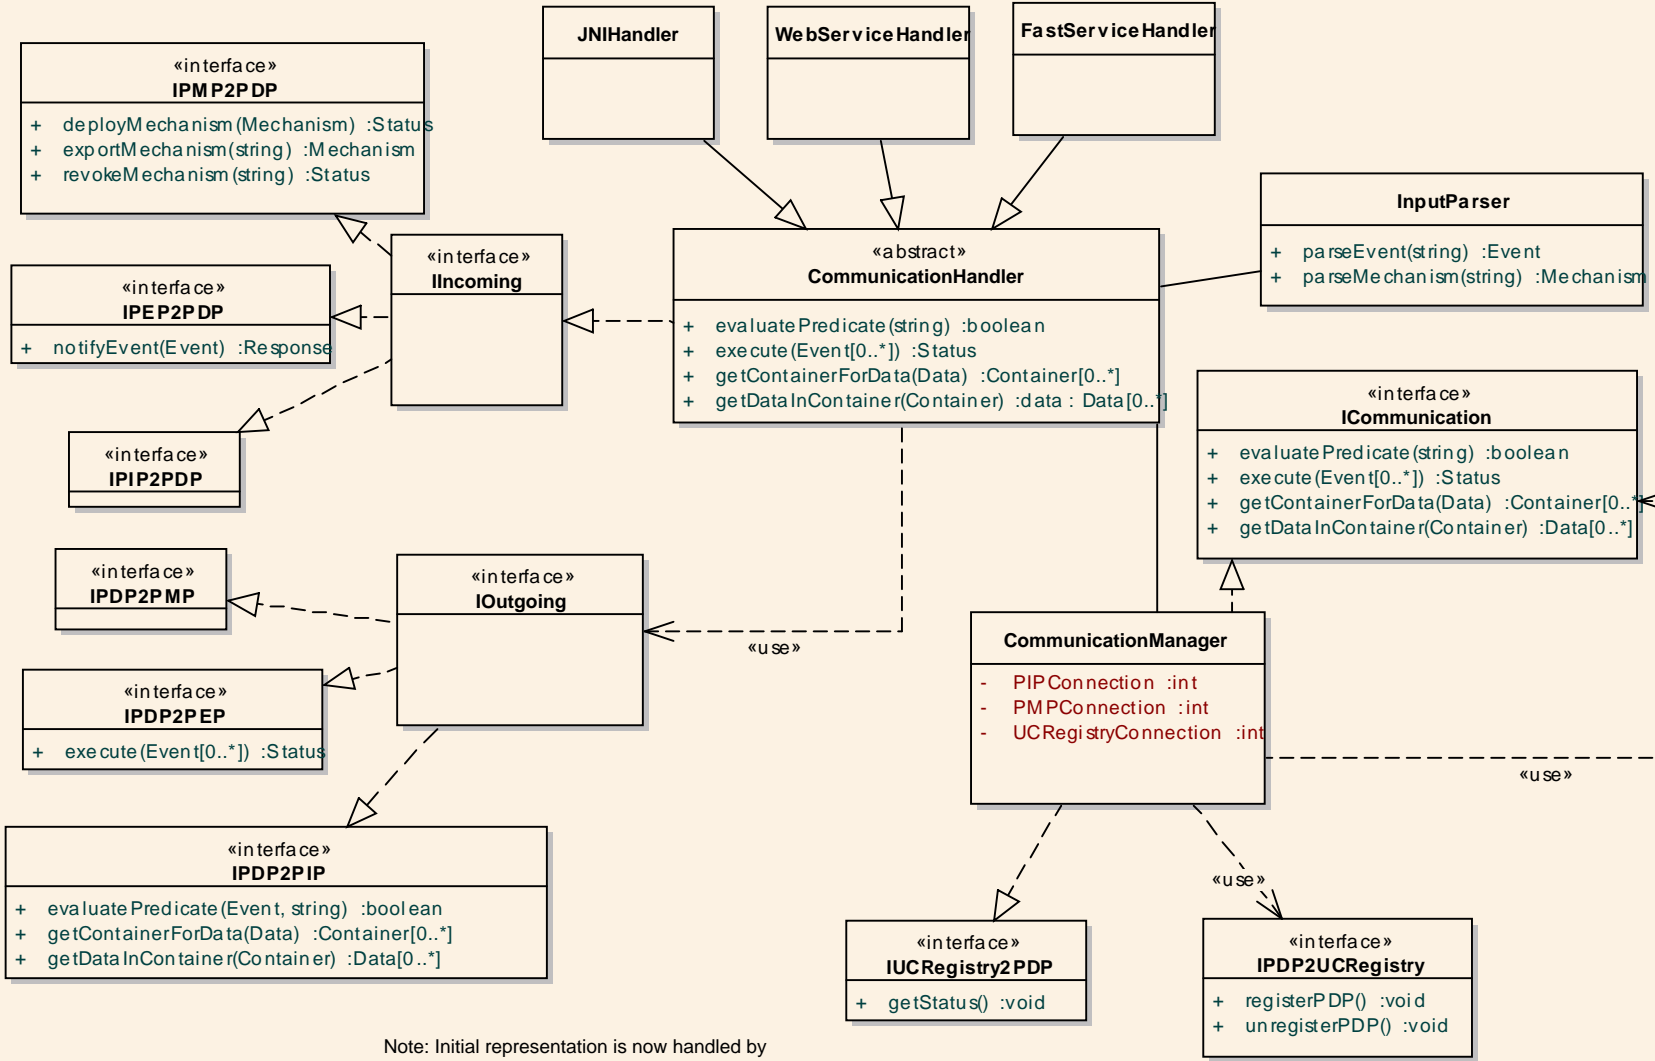 JNIHandler
WebServiceHandler
FastServiceHandler
«interface»
IPMP2PDP
+ deployMechanism(Mechanism) :Status
+ exportMechanism(string) :Mechanism
+ revokeMechanism(string) :Status
InputParser
+ parseEvent(string) :Event
+ parseMechanism(string) :Mechanism
«interface»
IIncoming
«abstract»
CommunicationHandler
+ evaluatePredicate(string) :boolean
+ execute(Event[0..*]) :Status
+ getContainerForData(Data) :Container[0..*]
+ getDataInContainer(Container) :data : Data[0..*]
«interface»
IPEP2PDP
+ notifyEvent(Event) :Response
«interface»
ICommunication
+ evaluatePredicate(string) :boolean
+ execute(Event[0..*]) :Status
+ getContainerForData(Data) :Container[0..*]
+ getDataInContainer(Container) :Data[0..*]
«interface»
IPIP2PDP
«interface»
IPDP2PMP
«interface»
IOutgoing
«use»
CommunicationManager
- PIPConnection :int
- PMPConnection :int
- UCRegistryConnection :int
«interface»
IPDP2PEP
+ execute(Event[0..*]) :Status
«use»
«interface»
IPDP2PIP
+ evaluatePredicate(Event, string) :boolean
+ getContainerForData(Data) :Container[0..*]
+ getDataInContainer(Container) :Data[0..*]
«use»
«interface»
IUCRegistry2PDP
+ getStatus() :void
«interface»
IPDP2UCRegistry
+ registerPDP() :void
+ unregisterPDP() :void
Note: Initial representation is now handled by